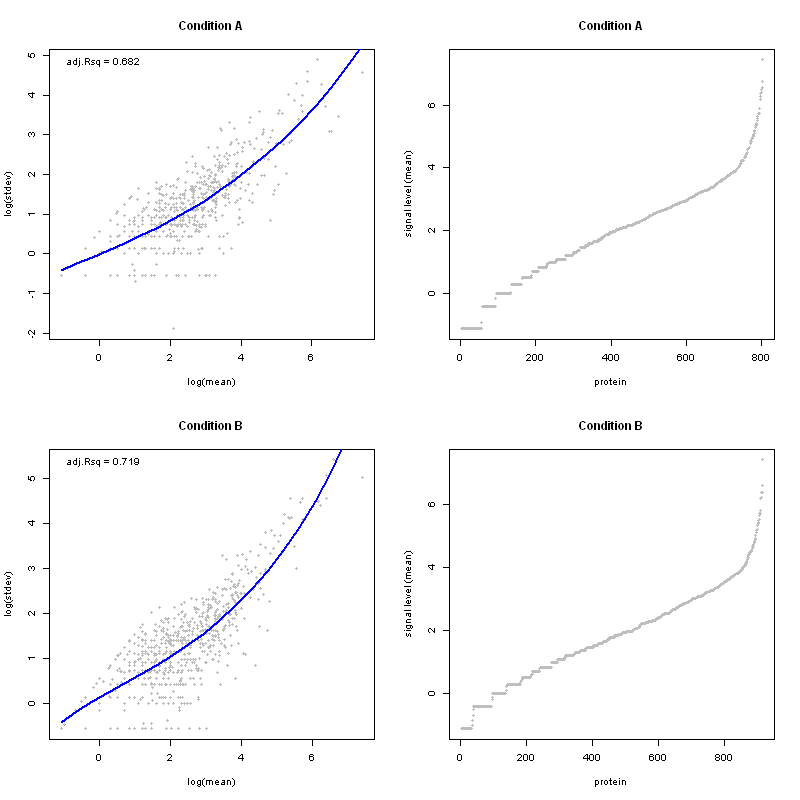 Condition A
adj.Rsq = 0.682
log(stdev)
5
4
3
2
1
0
-1
-2
0 2 4 6
log(mean)
Condition A
signal level (mean)
6
4
2
0
0 200 400 600 800
protein
Condition B
adj.Rsq = 0.719
log(stdev)
5
4
3
2
1
0
0 2 4 6
log(mean)
Condition B
signal level (mean)
6
4
2
0
0 200 400 600 800
protein